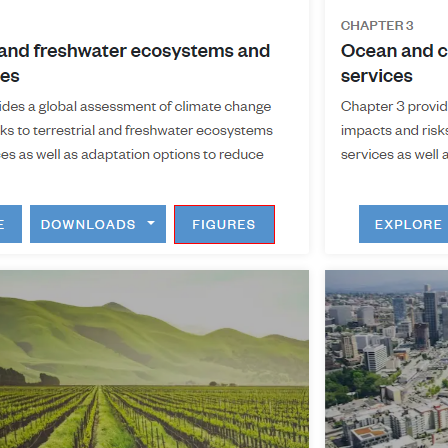 and freshwater ecosystems and
es
ides a global assessment of climate change
ks to terrestrial and freshwater ecosystems
es as well as adaptation options to reduce
E
DOWNLOADS
FIGURES
CHAPTER 3
Ocean and c
services
Chapter 3 provid
impacts and risks
services as well a
EXPLORE